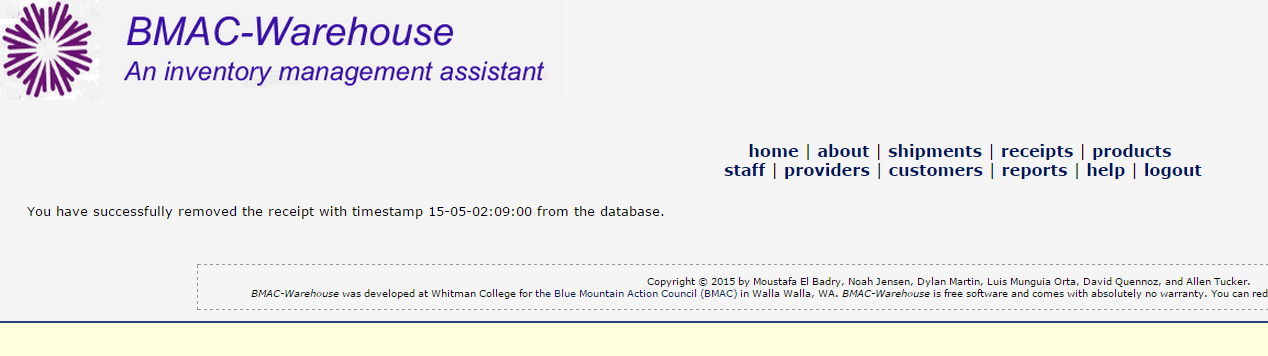 BMAC-Warehouse
An inventory management assistant
home | about | shipments | receipts | products
staff | providers | customers | reports | help | logout
You have successfully removed the receipt with timestamp 15-05-02:09:00 from the database.
Copyright © 2015 by Moustafa El Badry, Noah Jensen, Dylan Martin, Luis Munguia Orta, David Quennoz, and Allen Tucker.
BMAC-Warehouse was developed at Whitman College for the Blue Mountain Action Council (BMAC) in Walla Walla, WA. BMAC-Warehouse is free software and comes with absolutely no warranty. You can red